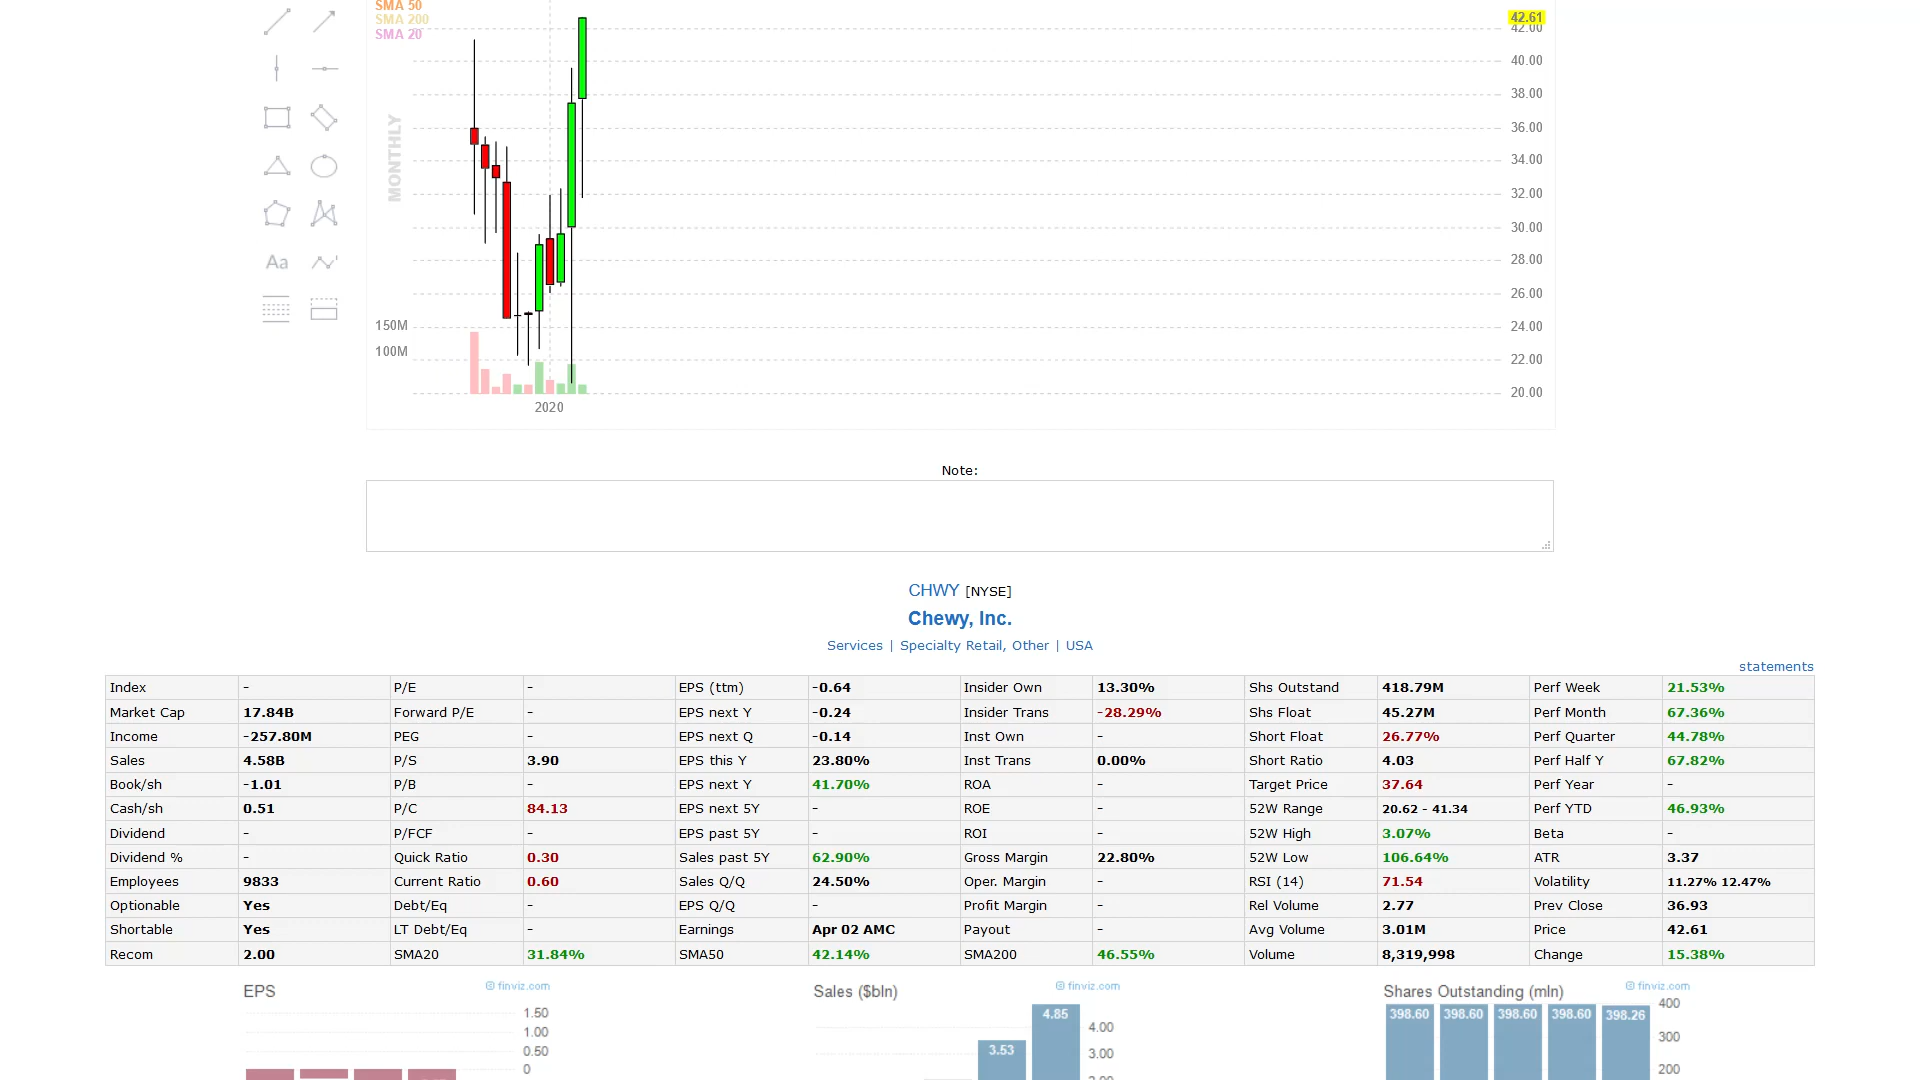 SMA 50
SMA 200
SMA 20
42.61
42.00
40.00
38.00
36.00
34.00
32.00
30.00
28.00
26.00
24.00
22.00
20.00
MONTHLY
Aa
150M
100M
2020
Note:
CHWY [NYSE]
Chewy, Inc.
Services | Specialty Retail, Other | USA
statements
Index - P/E - EPS (ttm) -0.64 Insider Own 13.30% Shs Outstand 418.79M Perf Week 21.53%
Market Cap 17.84B Forward P/E - EPS next Y -0.24 Insider Trans -28.29% Shs Float 45.27M Perf Month 67.36%
Income -257.80M PEG - EPS next Q -0.14 Inst Own - Short Float 26.77% Perf Quarter 44.78%
Sales 4.58B P/S 3.90 EPS this Y 23.80% Inst Trans 0.00% Short Ratio 4.03 Perf Half Y 67.82%
Book/sh -1.01 P/B - EPS next Y 41.70% ROA - Target Price 37.64 Perf Year -
Cash/sh 0.51 P/C 84.13 EPS next 5Y - ROE - 52W Range 20.62 - 41.34 Perf YTD 46.93%
Dividend - P/FCF - EPS past 5Y - ROI - 52W High 3.07% Beta -
Dividend % - Quick Ratio 0.30 Sales past 5Y 62.90% Gross Margin 22.80% 52W Low 106.64% ATR 3.37
Employees 9833 Current Ratio 0.60 Sales Q/Q 24.50% Oper. Margin - RSI (14) 71.54 Volatility 11.27% 12.47%
Optionable Yes Debt/Eq - EPS Q/Q - Profit Margin - Rel Volume 2.77 Prev Close 36.93
Shortable Yes LT Debt/Eq - Earnings Apr 02 AMC Payout - Avg Volume 3.01M Price 42.61
Recom 2.00 SMA20 31.84% SMA50 42.14% SMA200 46.55% Volume 8,319,998 Change 15.38%
EPS © finviz.com
1.50
1.00
0.50
0
Sales ($bln) © finviz.com
4.85
3.53
4.00
3.00
Shares Outstanding (mln) © finviz.com
398.60 398.60 398.60 398.60 398.26
400
300
200